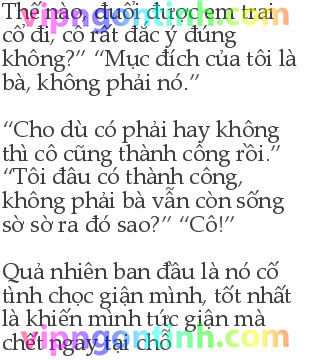 Thế nào, đuổi được em trai
cô đi, cô rất đắc ý đúng
không?” “Mục đích của tôi là
bà, không phải nó.”

“Cho dù có phải hay không
thì cô cũng thành công rồi.”
“Tôi đâu có thành công,
không phải bà vẫn còn sống
sờ sờ ra đó sao?” “Cô!”

Quả nhiên ban đầu là nó cố
tình chọc giận mình, tốt nhất
là khiến mình tức giận mà
chết ngay tại chỗ
vipngontinh.com
vipngontinh.com
vipngontinh.com